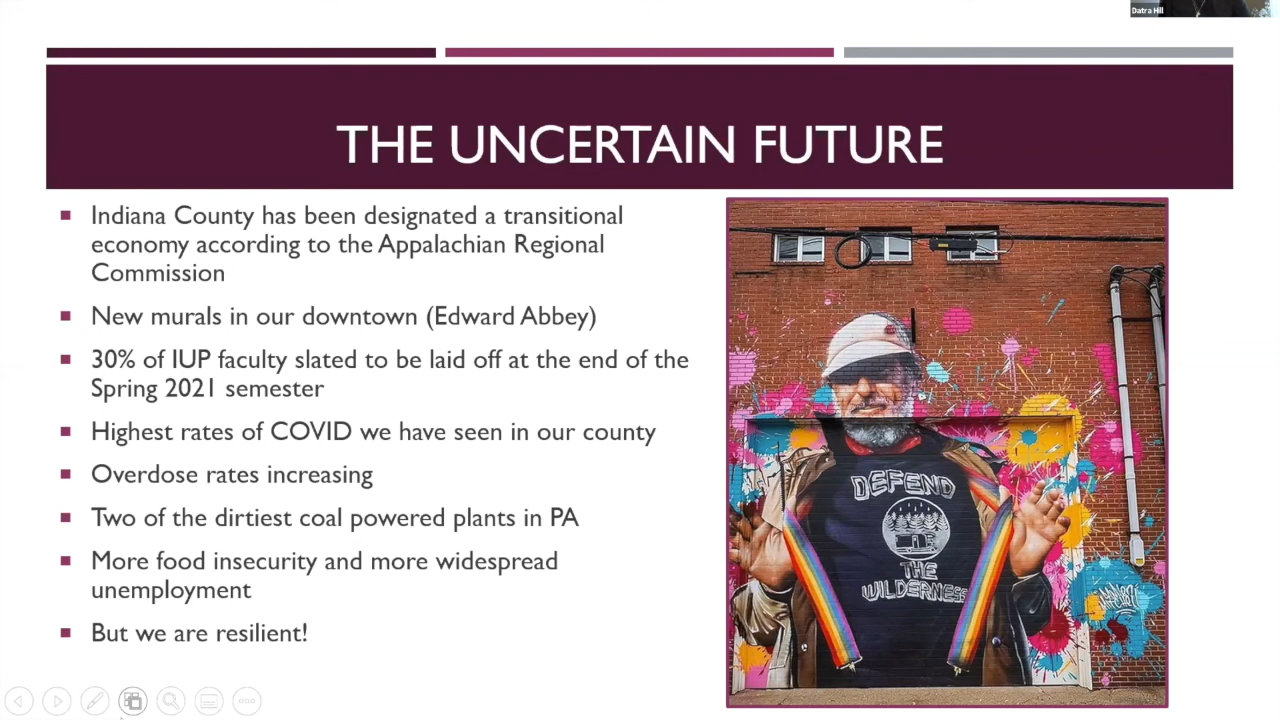 Datra Hill
THE UNCERTAIN FUTURE
Indiana County has been designated a transitional
economy according to the Appalachian Regional
Commission
New murals in our downtown (Edward Abbey)
30% of IUP faculty slated to be laid off at the end of the
Spring 2021 semester
Highest rates of COVID we have seen in our county
Overdose rates increasing
Two of the dirtiest coal powered plants in PA
More food insecurity and more widespread
unemployment
But we are resilient!
DEFEND
THE
WILDERNESS